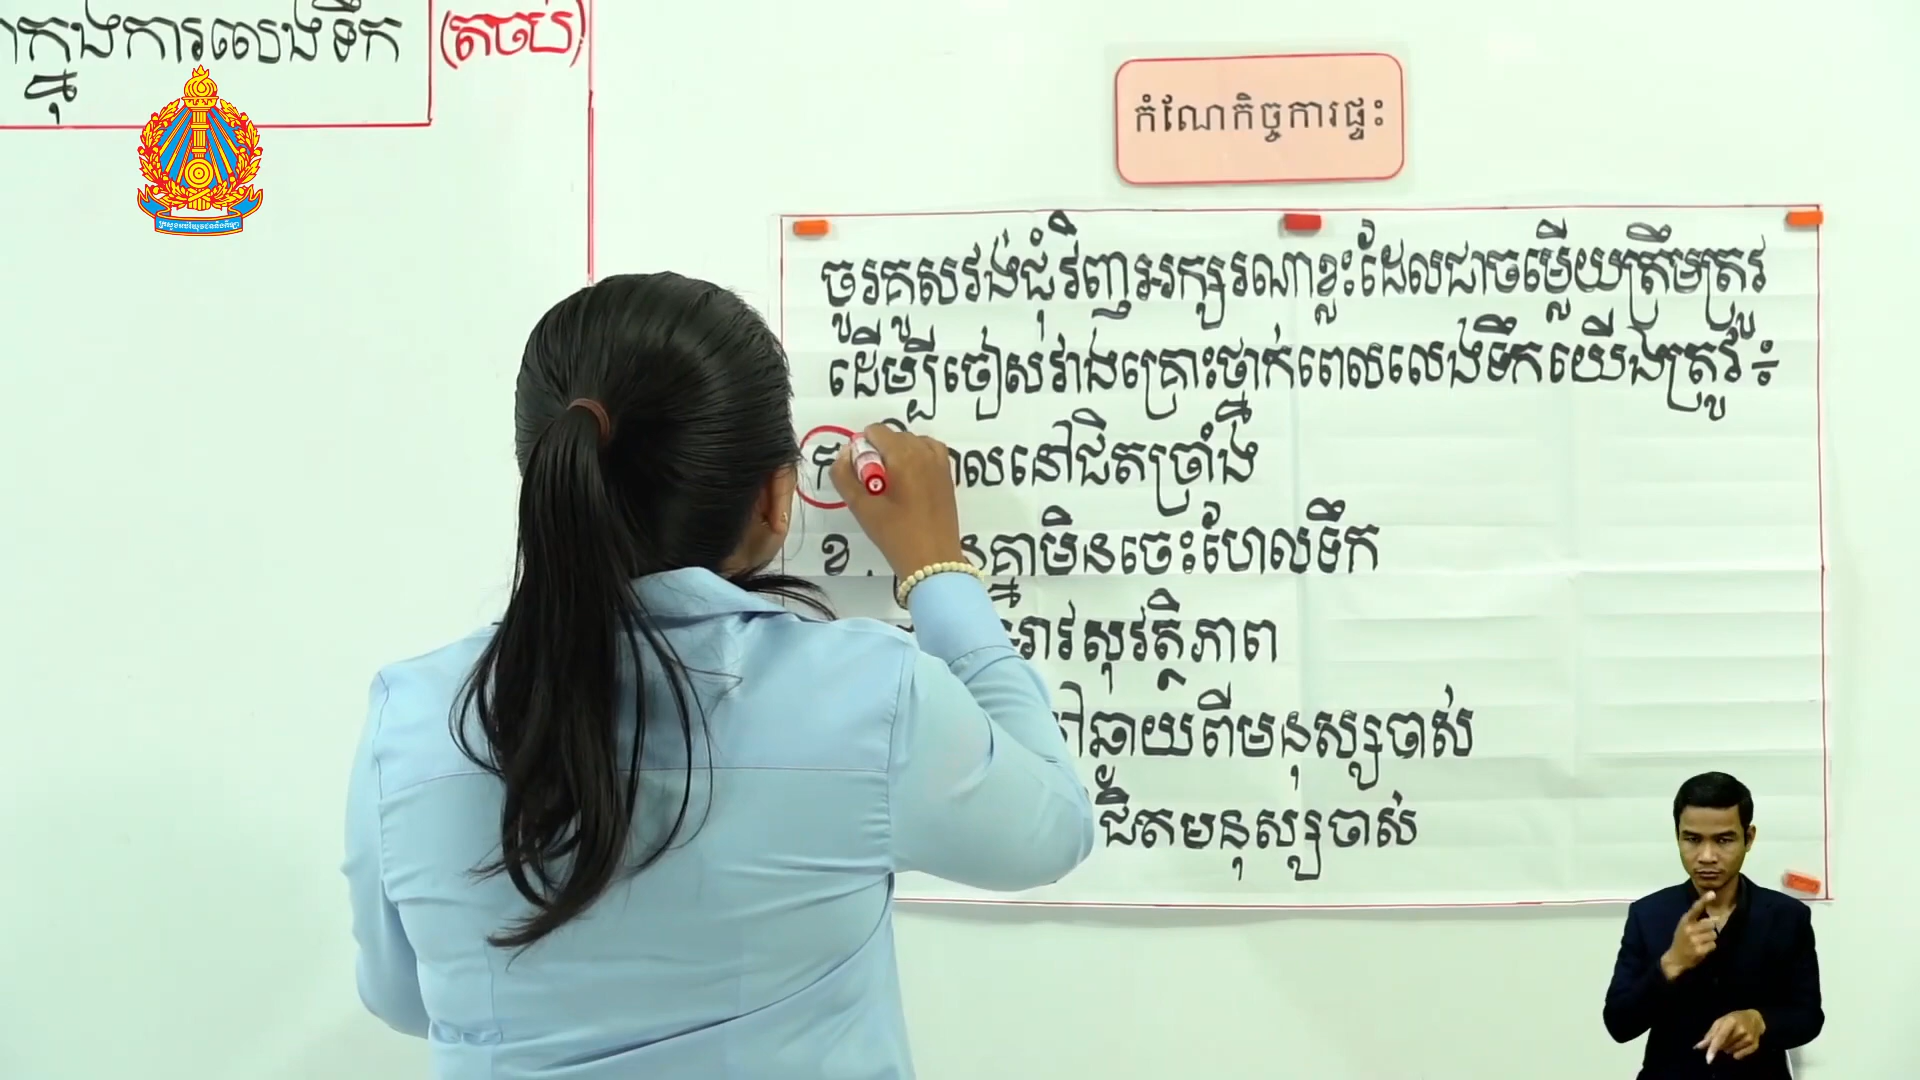 ក្នុងការលេងទឹក (តចប់)
កំណែកិច្ចការផ្ទះ
ចូរគូសវង់ជុំវិញអក្សរណាខ្លះដែលជាចម្លើយត្រឹមត្រូវ
ដើម្បីចៀសវាងគ្រោះថ្នាក់ពេលលេងទឹកយើងត្រូវ៖
ក នៅជិតច្រាំង
ខ. គ្នាមិនចេះហែលទឹក
អាវសុវត្ថិភាព
ឆ្ងាយពីមនុស្សចាស់
ជិតមនុស្សចាស់